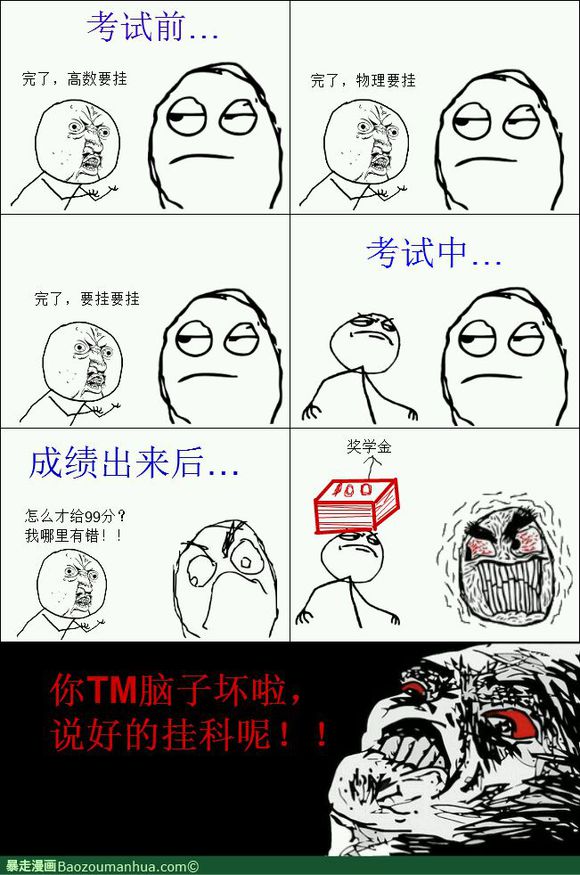 考试前...
完了，高数要挂
完了，物理要挂
完了，要挂要挂
考试中...
成绩出来后...
怎么才给99分？
我哪里有错！！
奖学金
100
你TM脑子坏啦，
说好的挂科呢！！
暴走漫画Baozoumanhua.com©